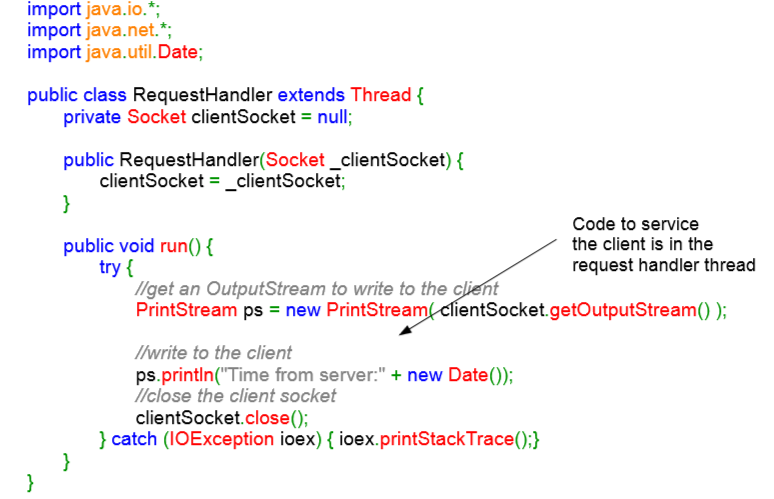 import java.io.*;
import java.net.*;
import java.util.Date;
public class RequestHandler extends Thread {
private Socket clientSocket = null;
public RequestHandler(Socket _clientSocket) {
clientSocket = _clientSocket;
}
public void run() {
try {
//get an OutputStream to write to the client
PrintStream ps = new PrintStream( clientSocket.getOutputStream() );
//write to the client
ps.println("Time from server:" + new Date());
//close the client socket
clientSocket.close();
} catch (IOException ioex) { ioex.printStackTrace();}
}
}
Code to service
the client is in the
request handler thread